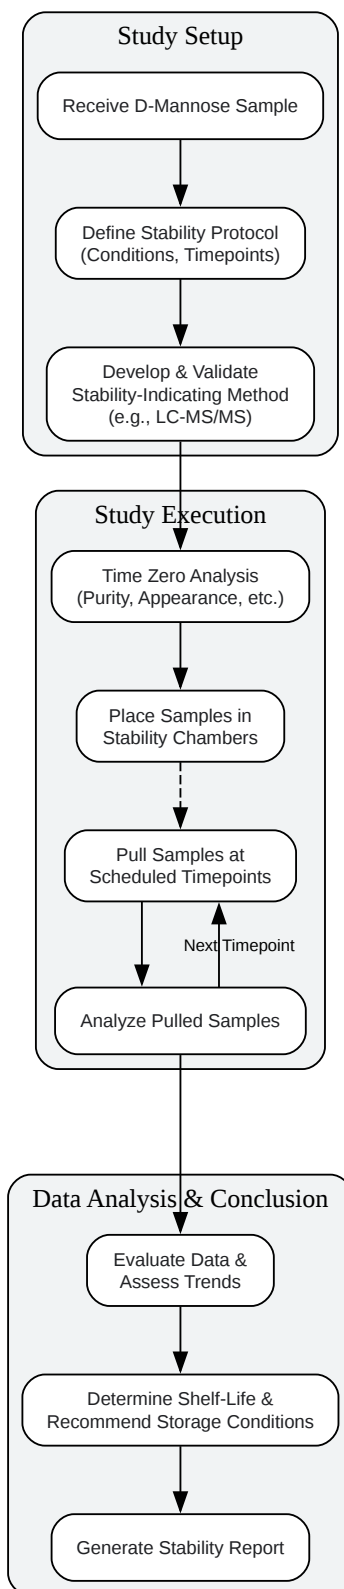 Study Setup
Receive D-Mannose Sample
Define Stability Protocol
(Conditions, Timepoints)
Develop & Validate
Stability-Indicating Method
(e.g., LC-MS/MS)
Study Execution
Time Zero Analysis
(Purity, Appearance, etc.)
Place Samples in
Stability Chambers
Pull Samples at
Scheduled Timepoints
Next Timepoint
Analyze Pulled Samples
Data Analysis & Conclusion
Evaluate Data &
Assess Trends
Determine Shelf-Life &
Recommend Storage Conditions
Generate Stability Report